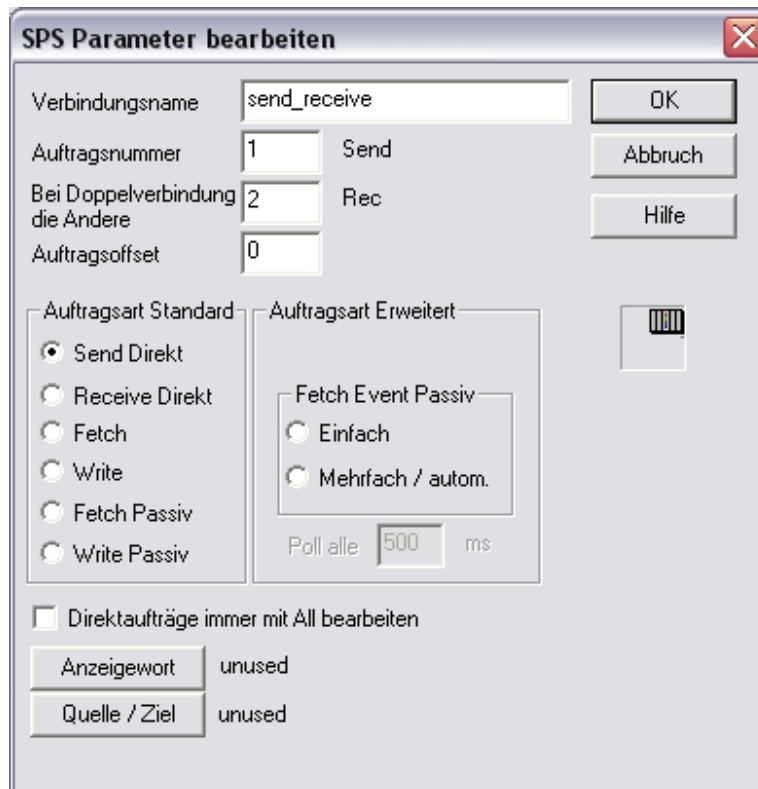 SPS Parameter bearbeiten
Verbindungsname send_receive OK
Auftragsnummer 1 Send Abbruch
Bei Doppelverbindung
die Andere 2 Rec Hilfe
Auftragsoffset 0
Auftragsart Standard Auftragsart Erweitert
Send Direkt
Receive Direkt Fetch Event Passiv
Fetch Einfach
Write Mehrfach / autom.
Fetch Passiv
Write Passiv Poll alle 500 ms
Direktaufträge immer mit All bearbeiten
Anzeigewort unused
Quelle / Ziel unused